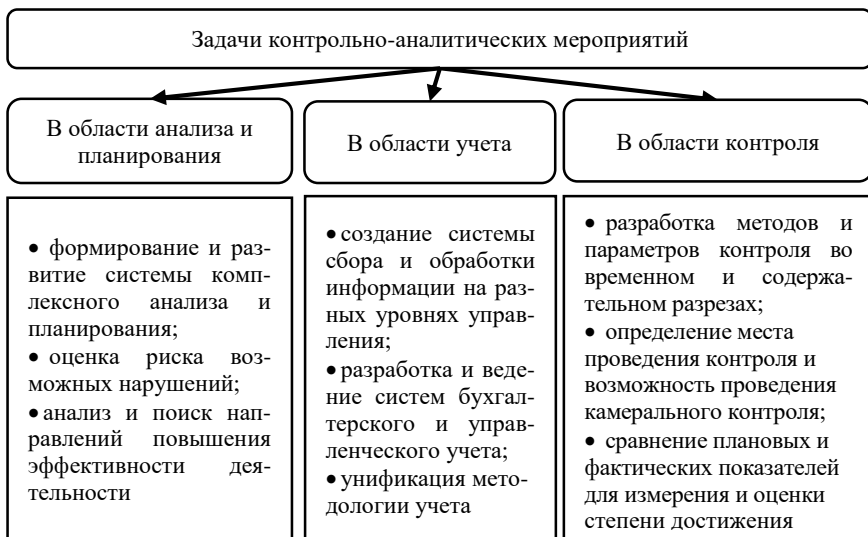 Задачи контрольно-аналитических мероприятий
В области анализа и
планирования
В области учета
В области контроля
• формирование и раз-
витие системы комп-
лексного анализа и
планирования;
• оценка риска воз-
можных нарушений;
• анализ и поиск нап-
равлений повышения
эффективности дея-
тельности
• создание системы
сбора и обработки
информации на раз-
ных уровнях управ-
ления;
• разработка и веде-
ние систем бухгал-
терского и управ-
ленческого учета;
• унификация мето-
дологии учета
• разработка методов и
параметров контроля во
временном и содержа-
тельном разрезах;
• определение места
проведения контроля и
возможность проведения
камерального контроля;
• сравнение плановых и
фактических показателей
для измерения и оценки
степени достижения